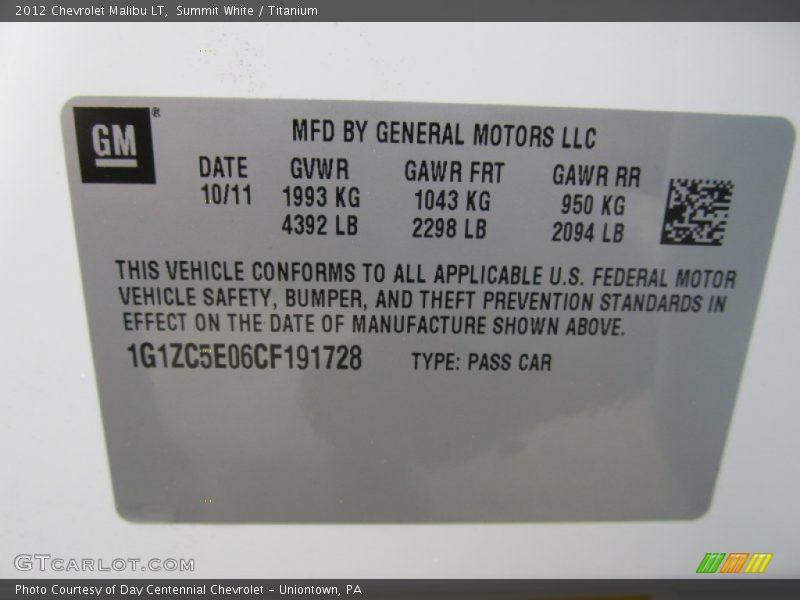 2012 Chevrolet Malibu LT, Summit White / Titanium
GM®
MFD BY GENERAL MOTORS LLC
DATE GVWR GAWR FRT GAWR RR
10/11 1993 KG 1043 KG 950 KG
4392 LB 2298 LB 2094 LB
THIS VEHICLE CONFORMS TO ALL APPLICABLE U.S. FEDERAL MOTOR
VEHICLE SAFETY, BUMPER, AND THEFT PREVENTION STANDARDS IN
EFFECT ON THE DATE OF MANUFACTURE SHOWN ABOVE.
1G1ZC5E06CF191728 TYPE: PASS CAR
GTCARLOT.COM
Photo Courtesy of Day Centennial Chevrolet - Uniontown, PA